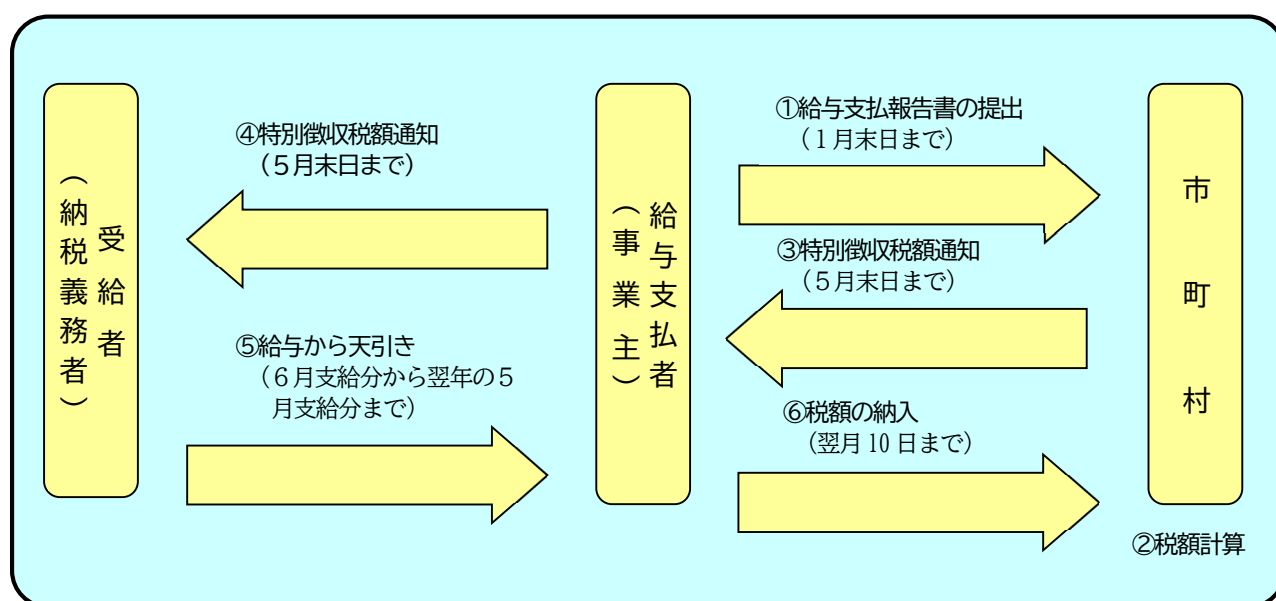 受給者
（納税義務者）
④特別徴収税額通知
（５月末日まで）
⑤給与から天引き
（６月支給分から翌年の５
月支給分まで）
給与支払者
（事業主）
①給与支払報告書の提出
（１月末日まで）
③特別徴収税額通知
（５月末日まで）
⑥税額の納入
（翌月 10 日まで）
市町村
②税額計算